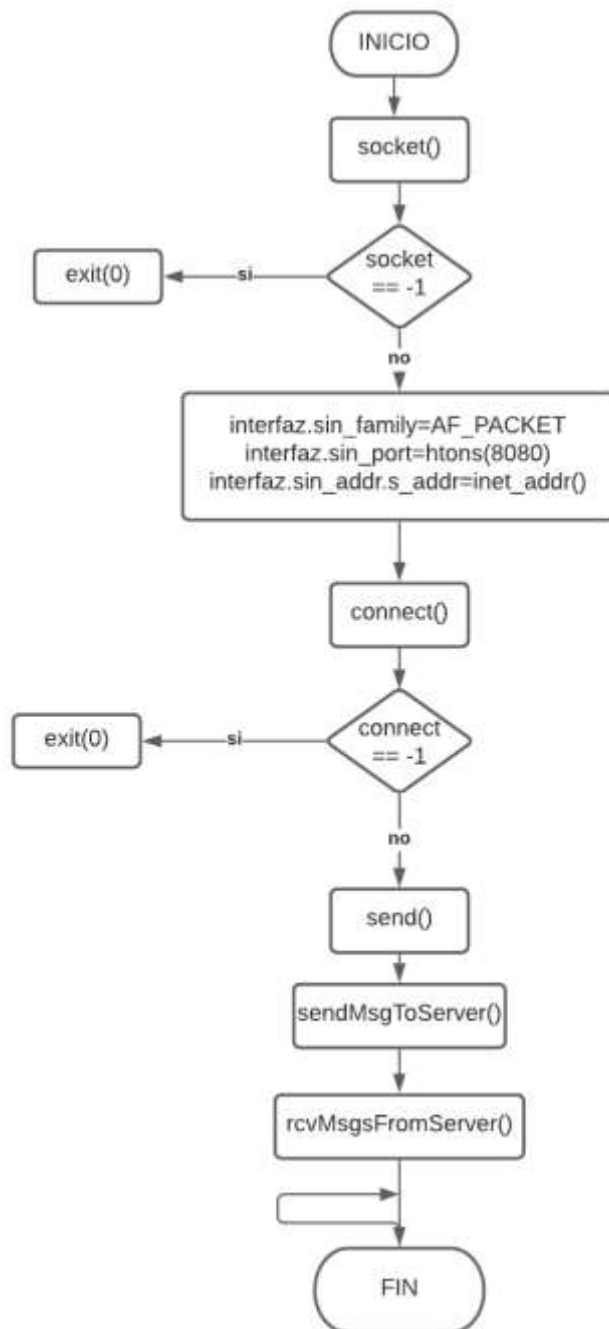 INICIO
socket()
socket
== -1
si
exit(0)
no
interfaz.sin_family=AF_PACKET
interfaz.sin_port=htons(8080)
interfaz.sin_addr.s_addr=inet_addr()
connect()
connect
== -1
si
exit(0)
no
send()
sendMsgToServer()
rcvMsgsFromServer()
FIN